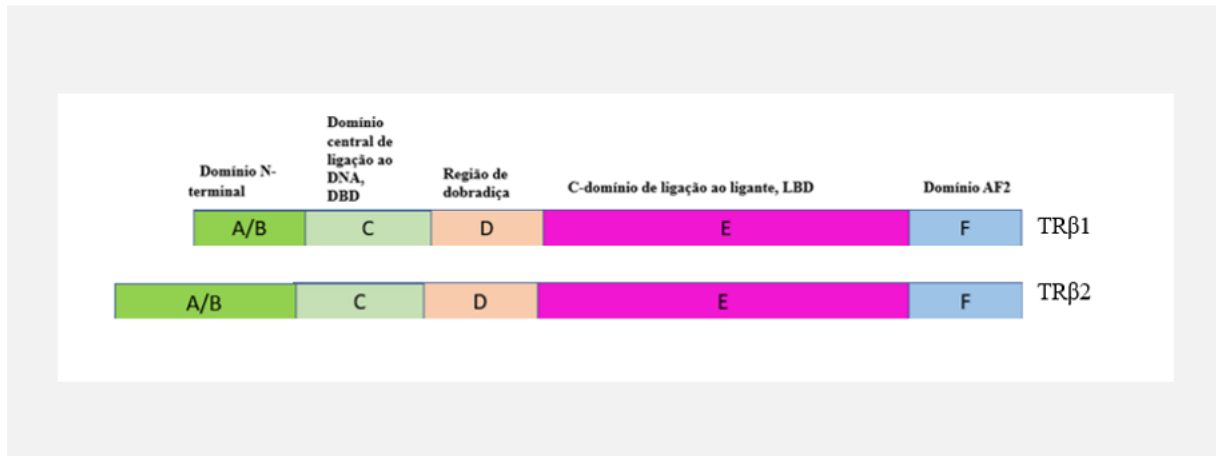 Domínio N-
terminal
Domínio
central de
ligação ao
DNA,
DBD
Região de
dobradiça
C-domínio de ligação ao ligante, LBD
Domínio AF2
A/B C D E F TRβ1
A/B C D E F TRβ2